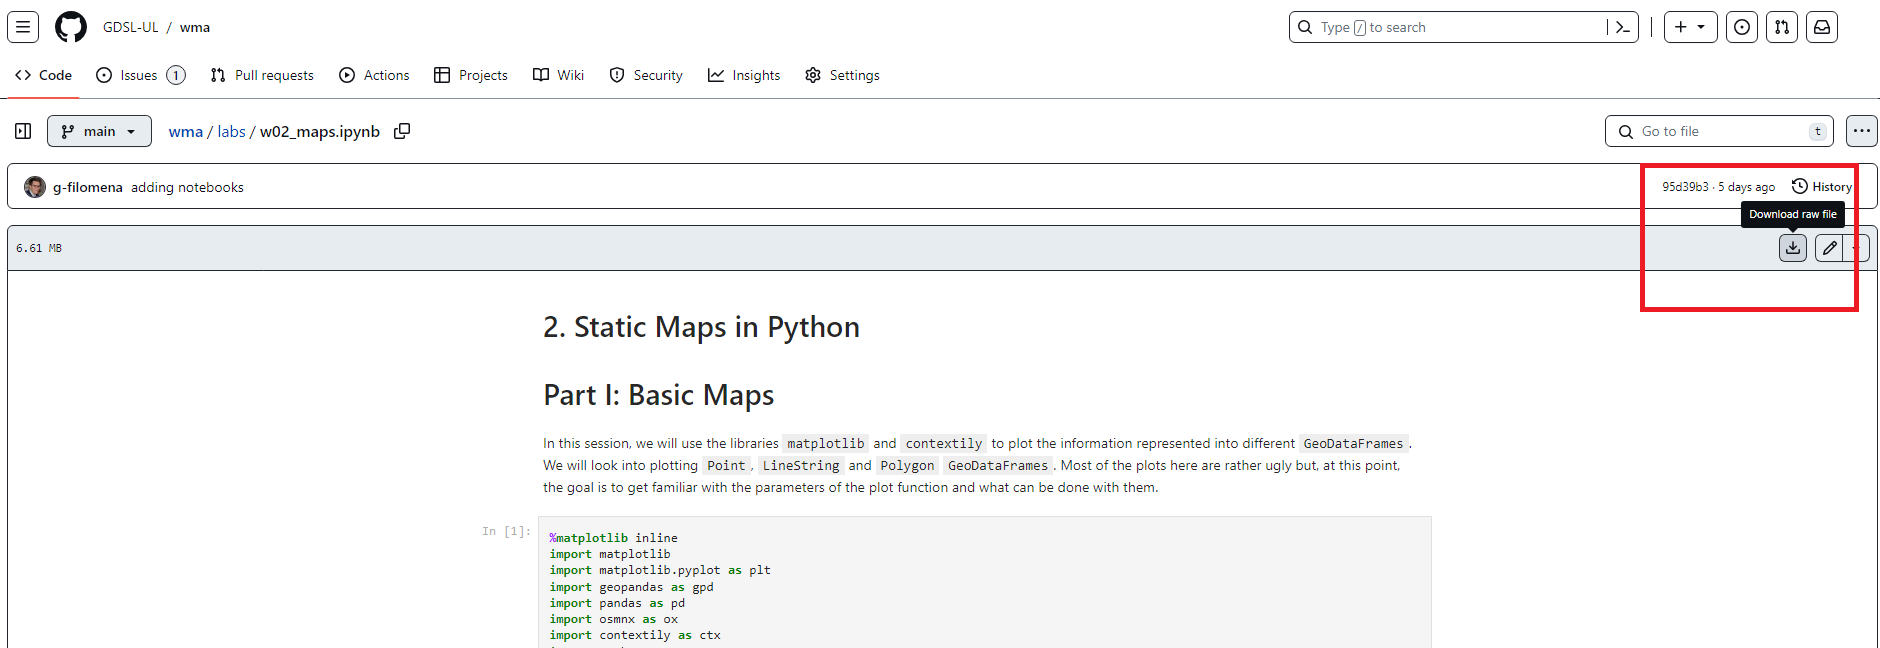 GDSL-UL / wma
Type / to search
Code Issues 1 Pull requests Actions Projects Wiki Security Insights Settings
main wma / labs / w02_maps.ipynb
Go to file t
g-filomena adding notebooks
95d39b3 · 5 days ago History
Download raw file
6.61 MB
2. Static Maps in Python
Part I: Basic Maps
In this session, we will use the libraries matplotlib and contextily to plot the information represented into different GeoDataFrames.
We will look into plotting Point, LineString and Polygon GeoDataFrames. Most of the plots here are rather ugly but, at this point,
the goal is to get familiar with the parameters of the plot function and what can be done with them.
In [1]:
%matplotlib inline
import matplotlib
import matplotlib.pyplot as plt
import geopandas as gpd
import pandas as pd
import osmnx as ox
import contextily as ctx